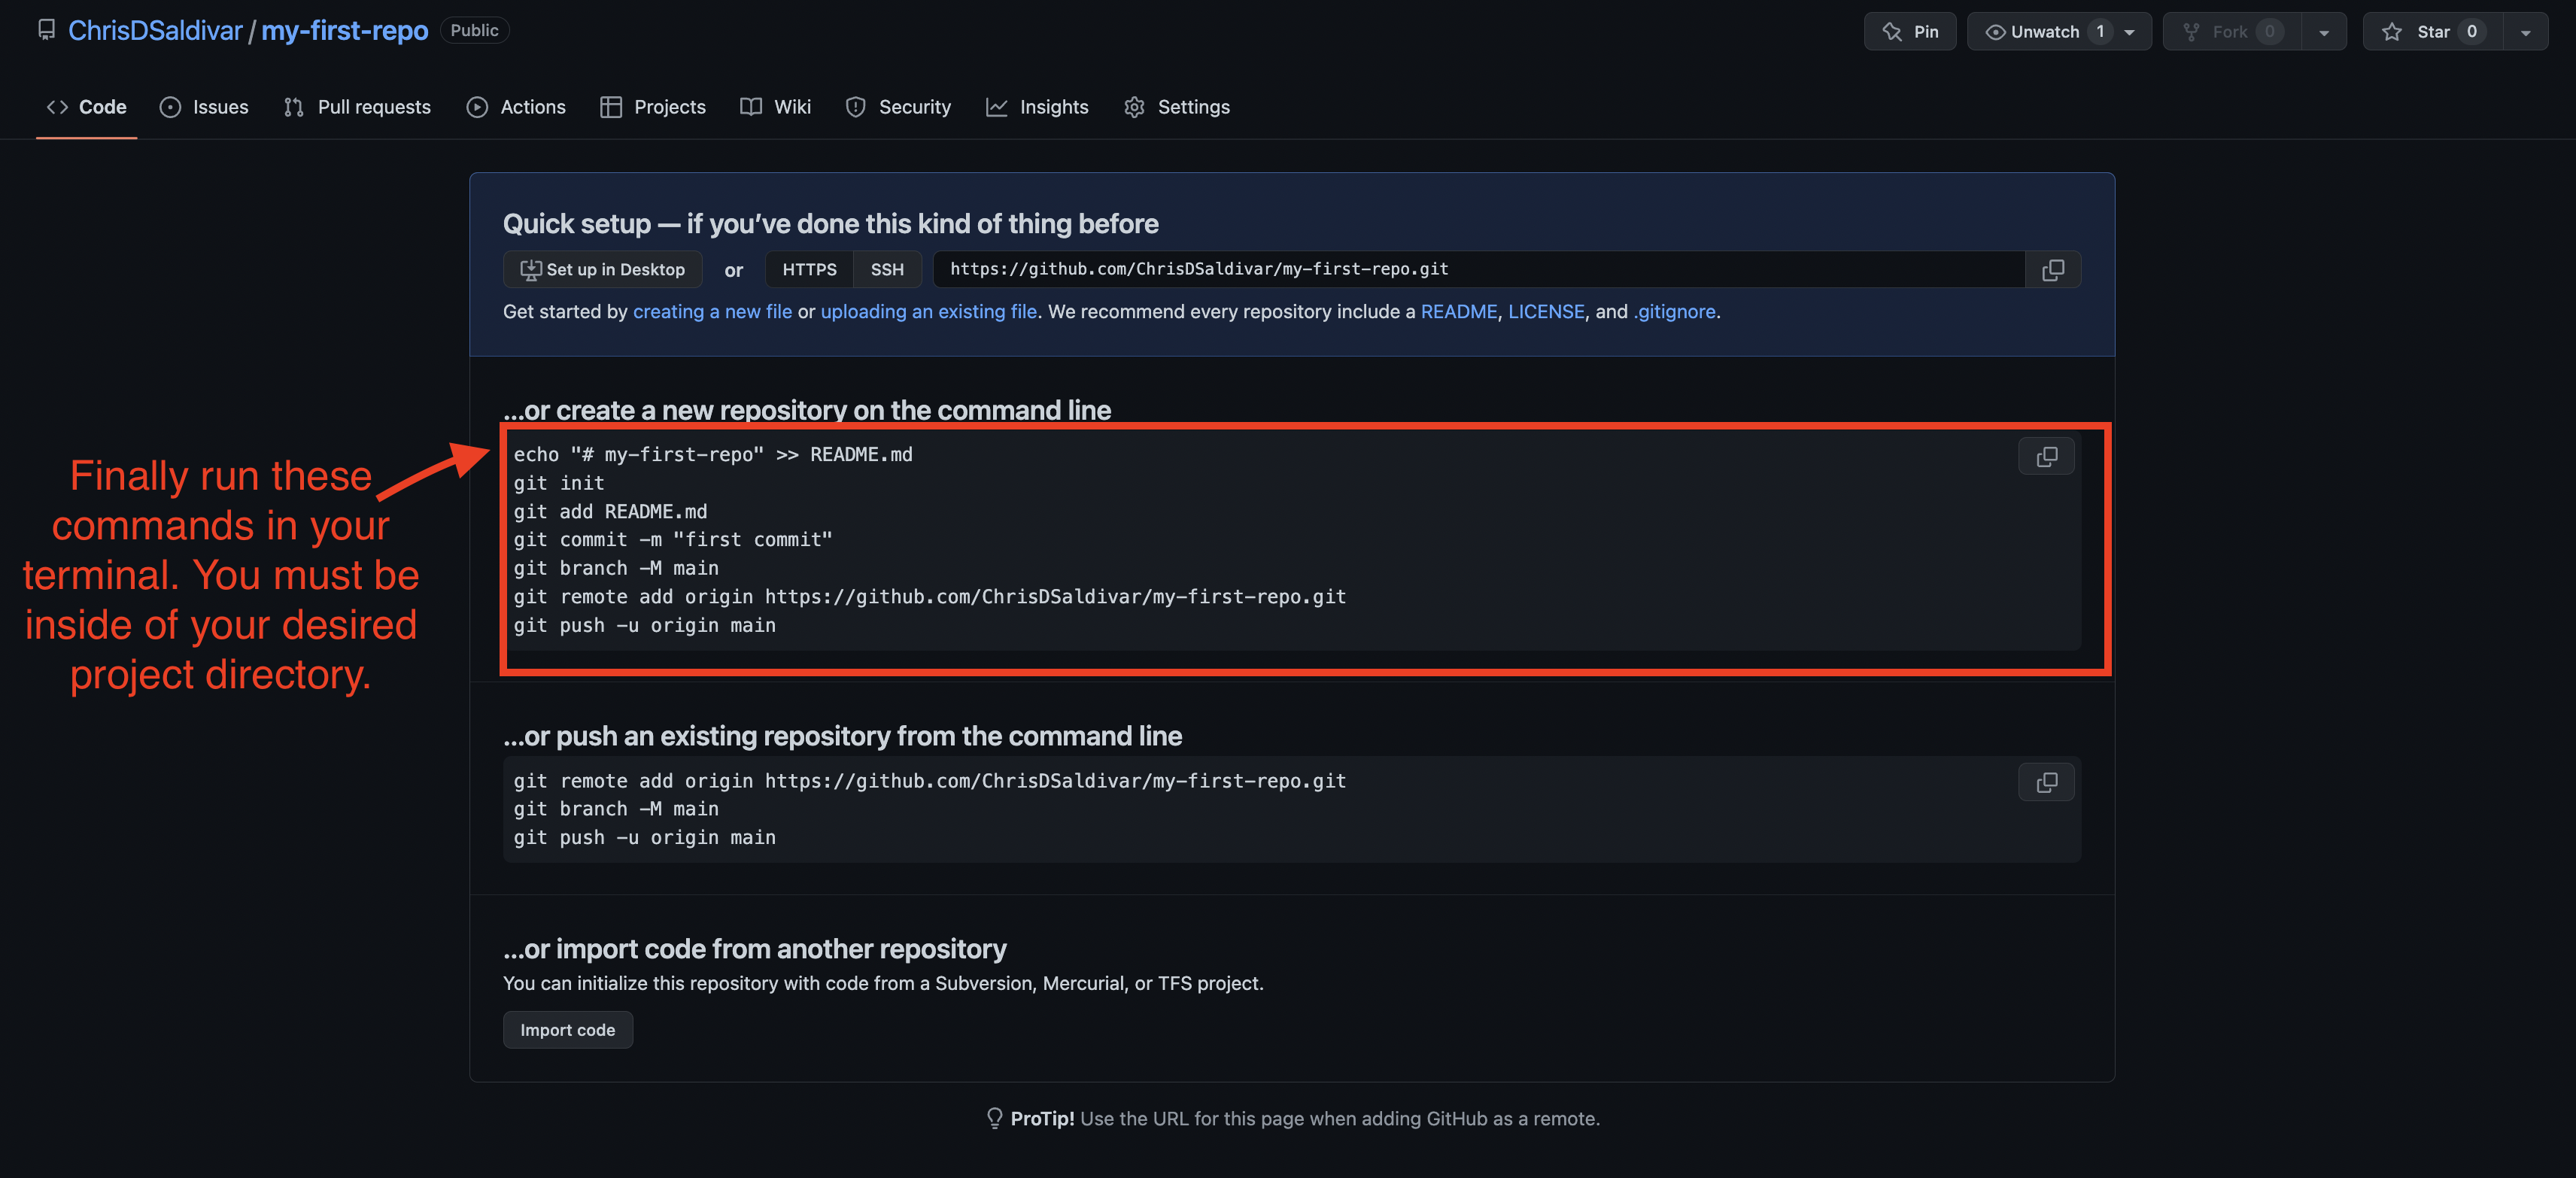 ChrisDSaldivar / my-first-repo Public
Pin
Unwatch 1
Fork 0
Star 0
Code
Issues
Pull requests
Actions
Projects
Wiki
Security
Insights
Settings
Quick setup — if you’ve done this kind of thing before
Set up in Desktop or HTTPS SSH https://github.com/ChrisDSaldivar/my-first-repo.git
Get started by creating a new file or uploading an existing file. We recommend every repository include a README, LICENSE, and .gitignore.
…or create a new repository on the command line
echo "# my-first-repo" >> README.md
git init
git add README.md
git commit -m "first commit"
git branch -M main
git remote add origin https://github.com/ChrisDSaldivar/my-first-repo.git
git push -u origin main
Finally run these
commands in your
terminal. You must be
inside of your desired
project directory.
…or push an existing repository from the command line
git remote add origin https://github.com/ChrisDSaldivar/my-first-repo.git
git branch -M main
git push -u origin main
…or import code from another repository
You can initialize this repository with code from a Subversion, Mercurial, or TFS project.
Import code
ProTip! Use the URL for this page when adding GitHub as a remote.